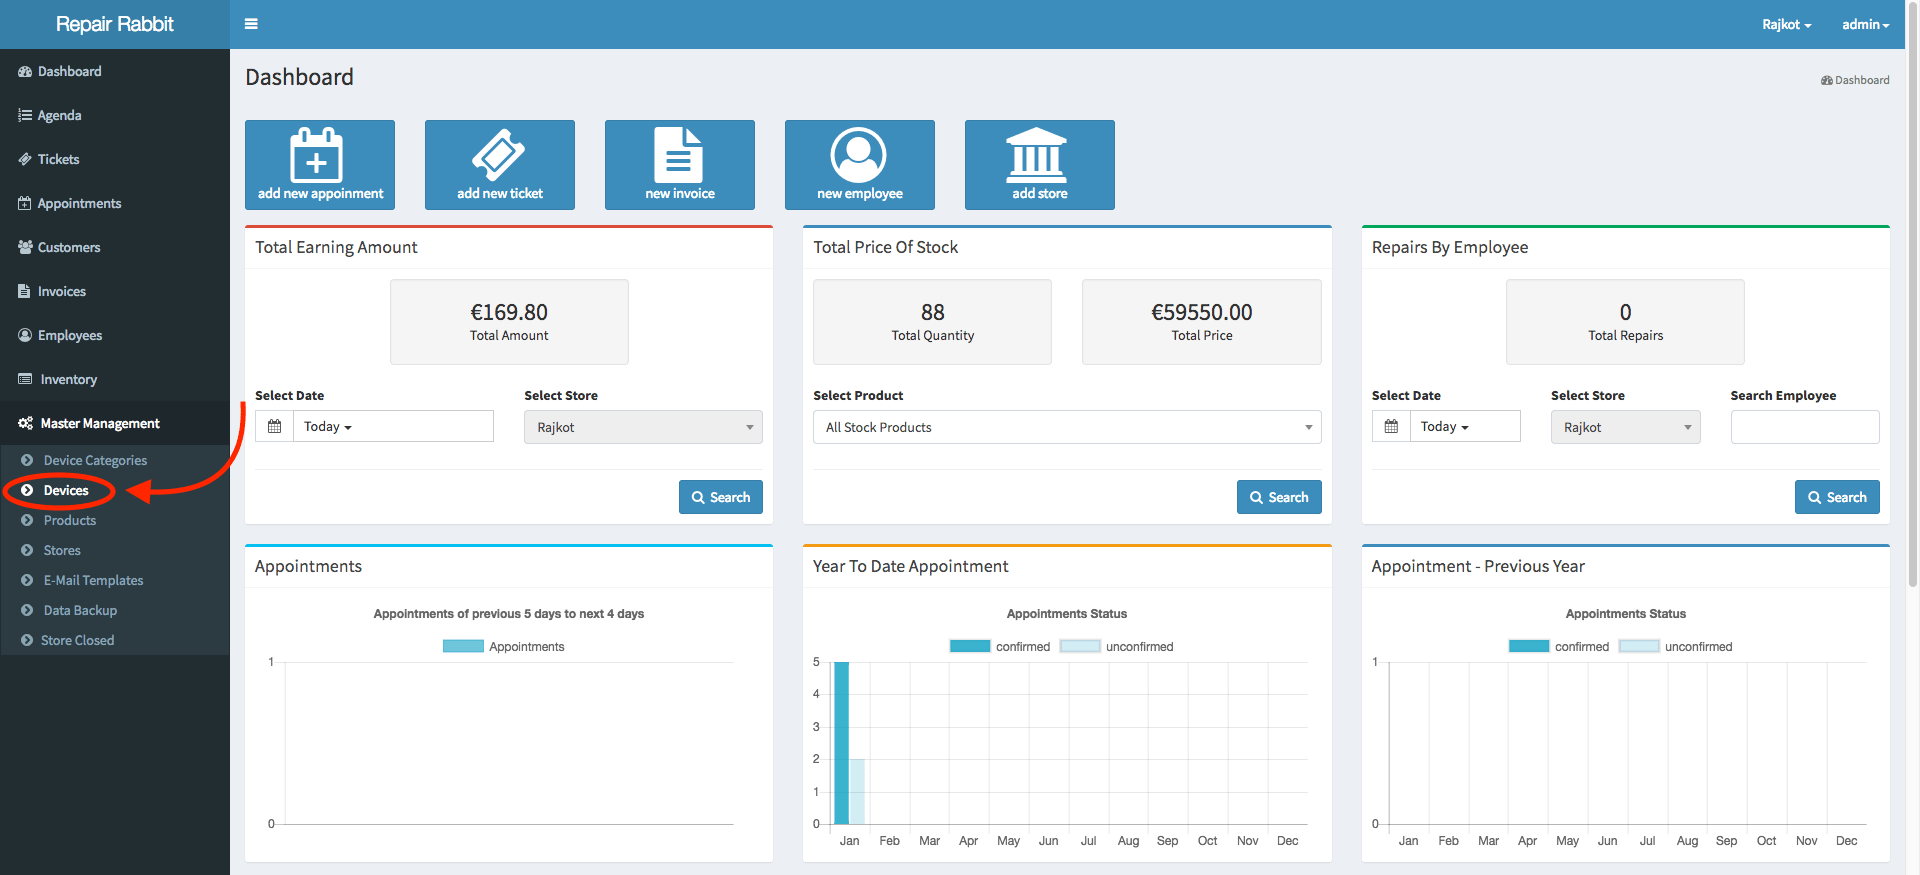 Repair Rabbit
Rajkot
admin
Dashboard
Agenda
Tickets
Appointments
Customers
Invoices
Employees
Inventory
Master Management
Device Categories
Devices
Products
Stores
E-Mail Templates
Data Backup
Store Closed
Dashboard
Dashboard
add new appoinment
add new ticket
new invoice
new employee
add store
Total Earning Amount
€169.80
Total Amount
Select Date
Select Store
Today
Rajkot
Search
Total Price Of Stock
88
Total Quantity
€59550.00
Total Price
Select Product
All Stock Products
Search
Repairs By Employee
0
Total Repairs
Select Date
Select Store
Search Employee
Today
Rajkot
Search
Appointments
Appointments of previous 5 days to next 4 days
Appointments
1
0
Year To Date Appointment
Appointments Status
confirmed unconfirmed
5
4
3
2
1
0
Jan Feb Mar Apr May Jun Jul Aug Sep Oct Nov Dec
Appointment - Previous Year
Appointments Status
confirmed unconfirmed
1
0
Jan Feb Mar Apr May Jun Jul Aug Sep Oct Nov Dec